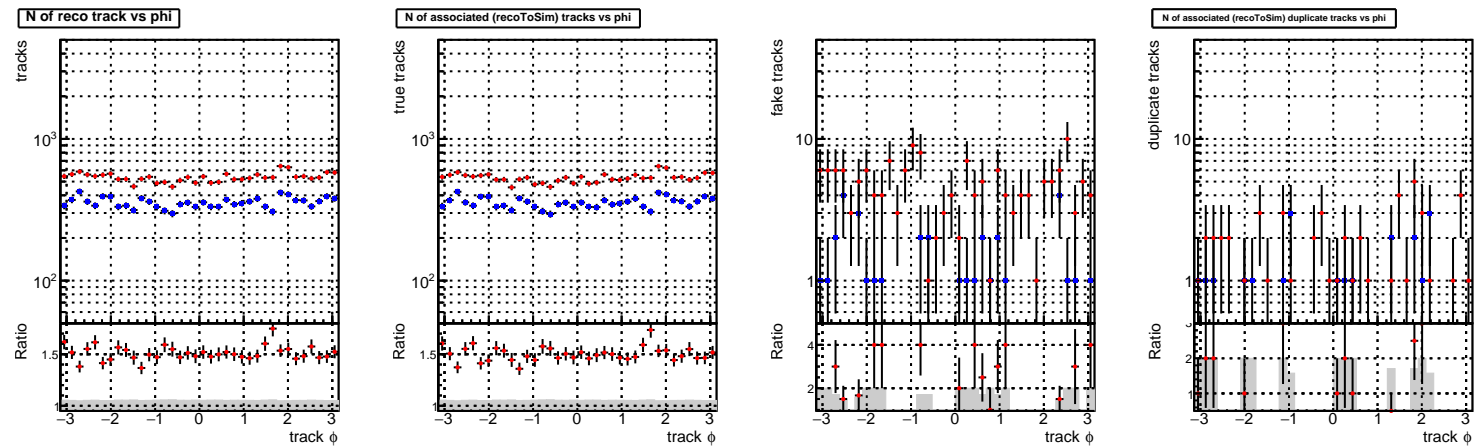 N of reco track vs phi
tracks
10³
10²
Ratio
1.5
1
−3 −2 −1 0 1 2 3
track ϕ
N of associated (recoToSim) tracks vs phi
true tracks
10³
10²
Ratio
1.5
1
−3 −2 −1 0 1 2 3
track ϕ
fake tracks
10
1
Ratio
4
2
−3 −2 −1 0 1 2 3
track ϕ
N of associated (recoToSim) duplicate tracks vs phi
duplicate tracks
10
1
Ratio
3
2
1
−3 −2 −1 0 1 2 3
track ϕ